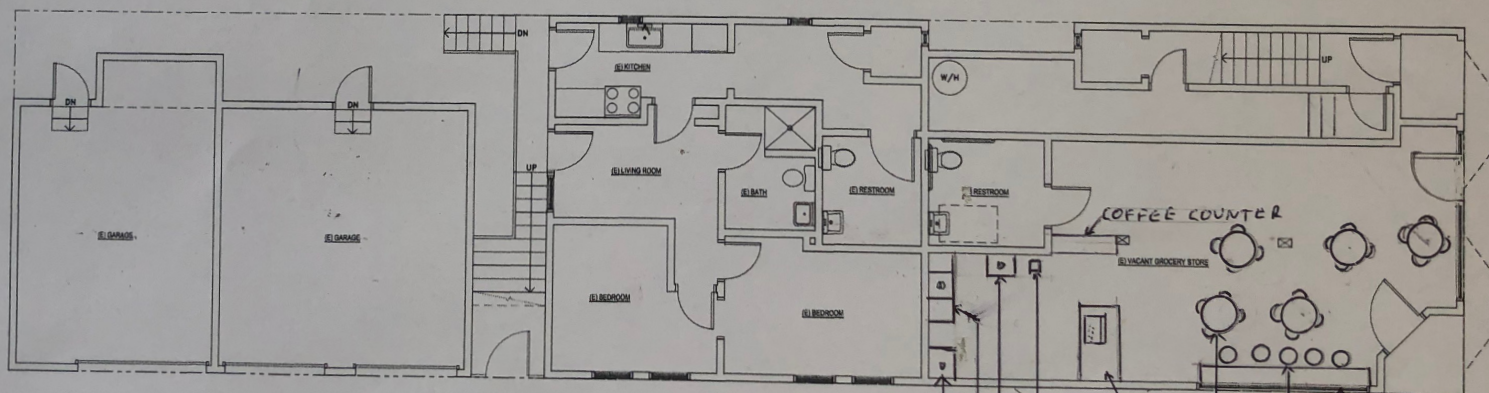 DN
UP
DN
DN
(E) GARAGE
(E) GARAGE
(E) KITCHEN
(E) LIVING ROOM
(E) BATH
(E) RESTROOM
(E) BEDROOM
(E) BEDROOM
W/H
UP
RESTROOM
COFFEE COUNTER
(E) VACANT GROCERY STORE